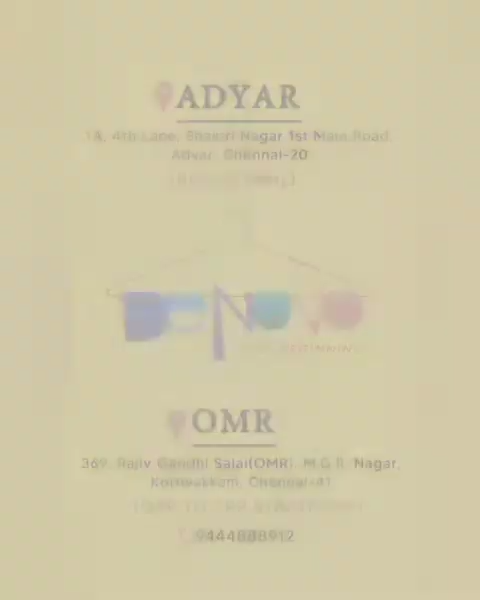 ADYAR
18, 4th Lane, Shastri Nagar 1st Main Road,
Adyar, Chennai-20
DeNOVO
OMR
369, Rajiv Gandhi Salai(OMR), M.G.R. Nagar,
Kottivakkam, Chennai-41
9444888912